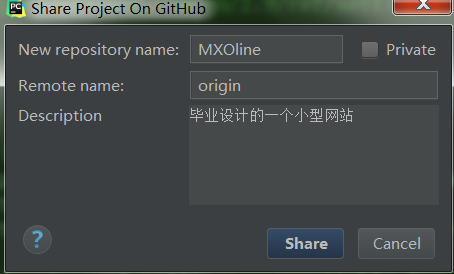 Share Project On GitHub
New repository name: MXOline Private
Remote name: origin
Description 毕业设计的一个小型网站
? Share Cancel